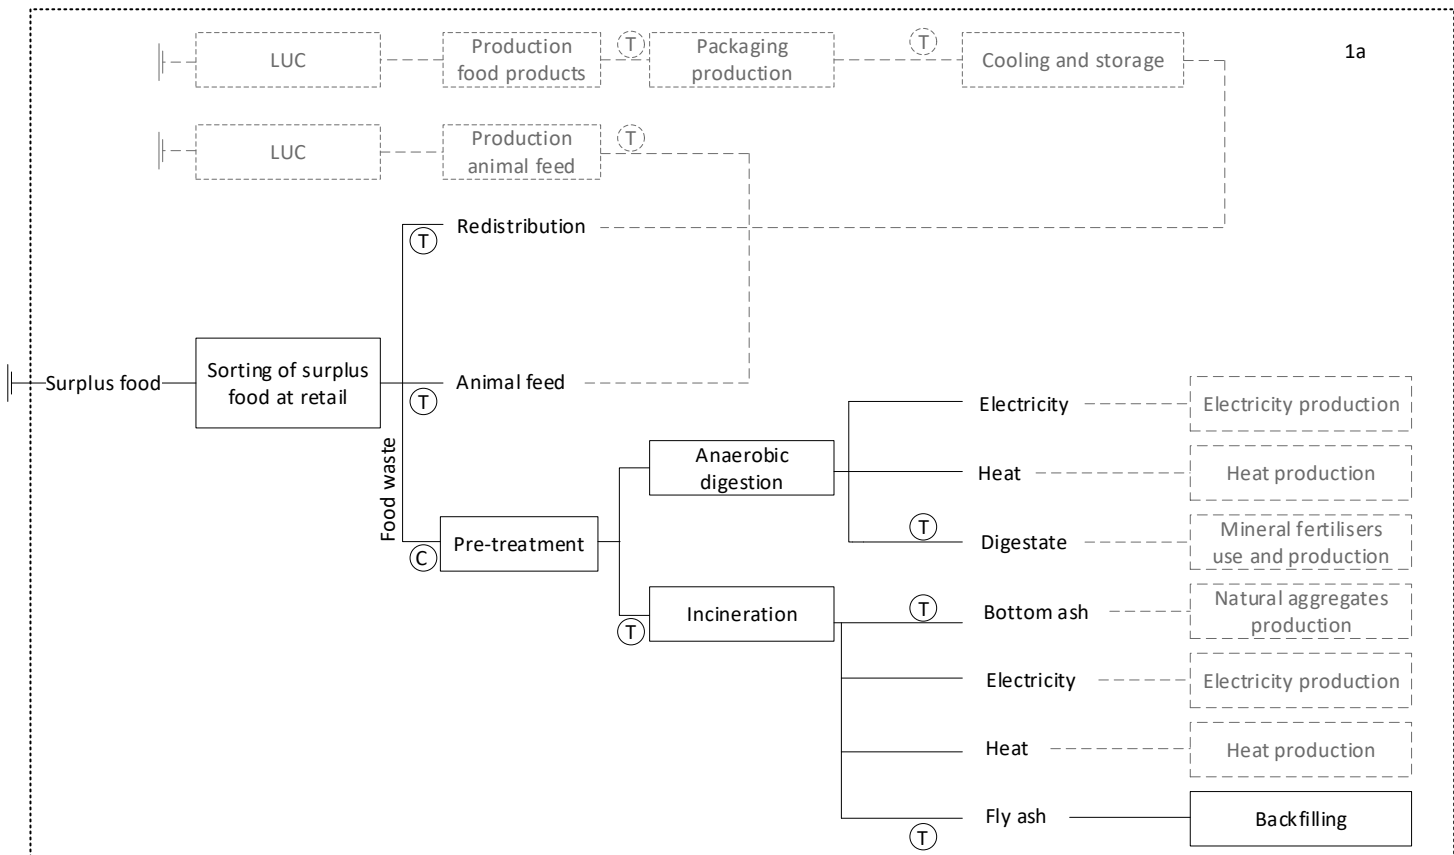 1a
LUC
Production
food products
T
Packaging
production
T
Cooling and storage
LUC
Production
animal feed
T
Redistribution
T
Surplus food
Sorting of surplus
food at retail
Animal feed
T
Food waste
C
Pre-treatment
Anaerobic
digestion
Electricity
Electricity production
Heat
Heat production
T
Digestate
Mineral fertilisers
use and production
T
Incineration
T
Bottom ash
Natural aggregates
production
Electricity
Electricity production
Heat
Heat production
T
Fly ash
Backfilling